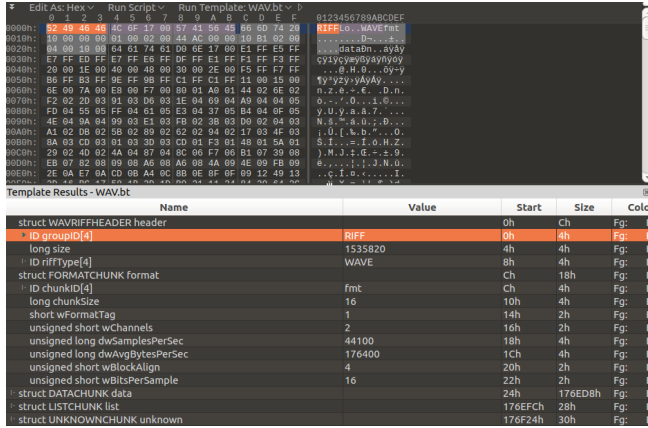 Edit As: Hex Run Script Run Template: WAV.bt
0 1 2 3 4 5 6 7 8 9 A B C D E F 0123456789ABCDEF
0000h: 52 49 46 46 4C 6F 17 00 57 41 56 45 66 6D 74 20 RIFFLo..WAVEfmt
0010h: 10 00 00 00 01 00 02 00 44 AC 00 00 10 B1 02 00 ........D¬...±..
0020h: 04 00 10 00 64 61 74 61 D0 6E 17 00 E1 FF E5 FF ....dataÐn..áÿåÿ
0030h: E7 FF ED FF E7 FF E6 FF DF FF E1 FF F1 FF F3 FF çÿíÿçÿæÿßÿáÿñÿóÿ
0040h: 20 00 1E 00 40 00 48 00 30 00 2E 00 F5 FF F7 FF ...@.H.0...õÿ÷ÿ
0050h: B6 FF B3 FF 9E FF 9B FF C1 FF C1 FF 11 00 15 00
0060h: 6E 00 7A 00 E8 00 F7 00 80 01 A0 01 44 02 6E 02
0070h: F2 02 2D 03 91 03 D6 03 1E 04 69 04 A9 04 04 05
0080h: FD 04 55 05 FF 04 61 05 E3 04 37 05 B4 04 0F 05
0090h: 4E 04 9A 04 99 03 E1 03 FB 02 3B 03 D0 02 04 03
00A0h: A1 02 DB 02 5B 02 89 02 62 02 94 02 17 03 4F 03
00B0h: 8A 03 CD 03 01 03 3D 03 CD 01 F3 01 48 01 5A 01
00C0h: 29 02 4D 02 4A 04 87 04 8C 06 F7 06 B1 07 39 08
00D0h: EB 07 82 08 09 08 A6 08 A6 08 4A 09 4E 09 FB 09
00E0h: 2E 0A E7 0A CD 0B A4 0C 8B 0E 8F 0F 09 12 49 13
Template Results - WAV.bt
Name Value Start Size Colo
struct WAVRIFFHEADER header 0h Ch Fg:
ID groupID[4] RIFF 0h 4h Fg:
long size 1535820 4h 4h Fg:
ID riffType[4] WAVE 8h 4h Fg:
struct FORMATCHUNK format Ch 18h Fg:
ID chunkID[4] fmt Ch 4h Fg:
long chunkSize 16 10h 4h Fg:
short wFormatTag 1 14h 2h Fg:
unsigned short wChannels 2 16h 2h Fg:
unsigned long dwSamplesPerSec 44100 18h 4h Fg:
unsigned long dwAvgBytesPerSec 176400 1Ch 4h Fg:
unsigned short wBlockAlign 4 20h 2h Fg:
unsigned short wBitsPerSample 16 22h 2h Fg:
struct DATACHUNK data 24h 176ED8h Fg:
struct LISTCHUNK list 176EFCh 28h Fg:
struct UNKNOWNCHUNK unknown 176F24h 30h Fg: